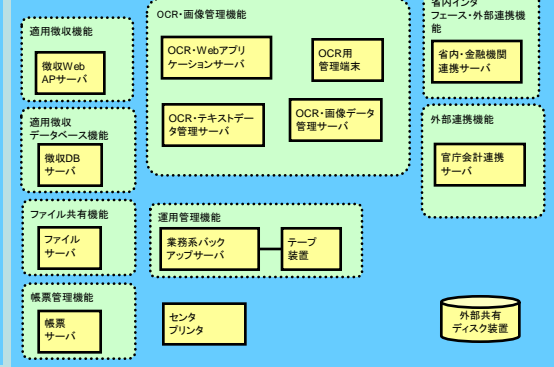 適用徴収機能
徴収Web
APサーバ
適用徴収
データベース機能
徴収DB
サーバ
ファイル共有機能
ファイル
サーバ
帳票管理機能
帳票
サーバ
OCR・画像管理機能
OCR・Webアプリ
ケーションサーバ
OCR用
管理端末
OCR・テキストデー
タ管理サーバ
OCR・画像データ
管理サーバ
運用管理機能
業務系バック
アップサーバ
テープ
装置
センタ
プリンタ
省内インタ
フェース・外部連携機
能
省内・金融機関
連携サーバ
外部連携機能
官庁会計連携
サーバ
外部共有
ディスク装置